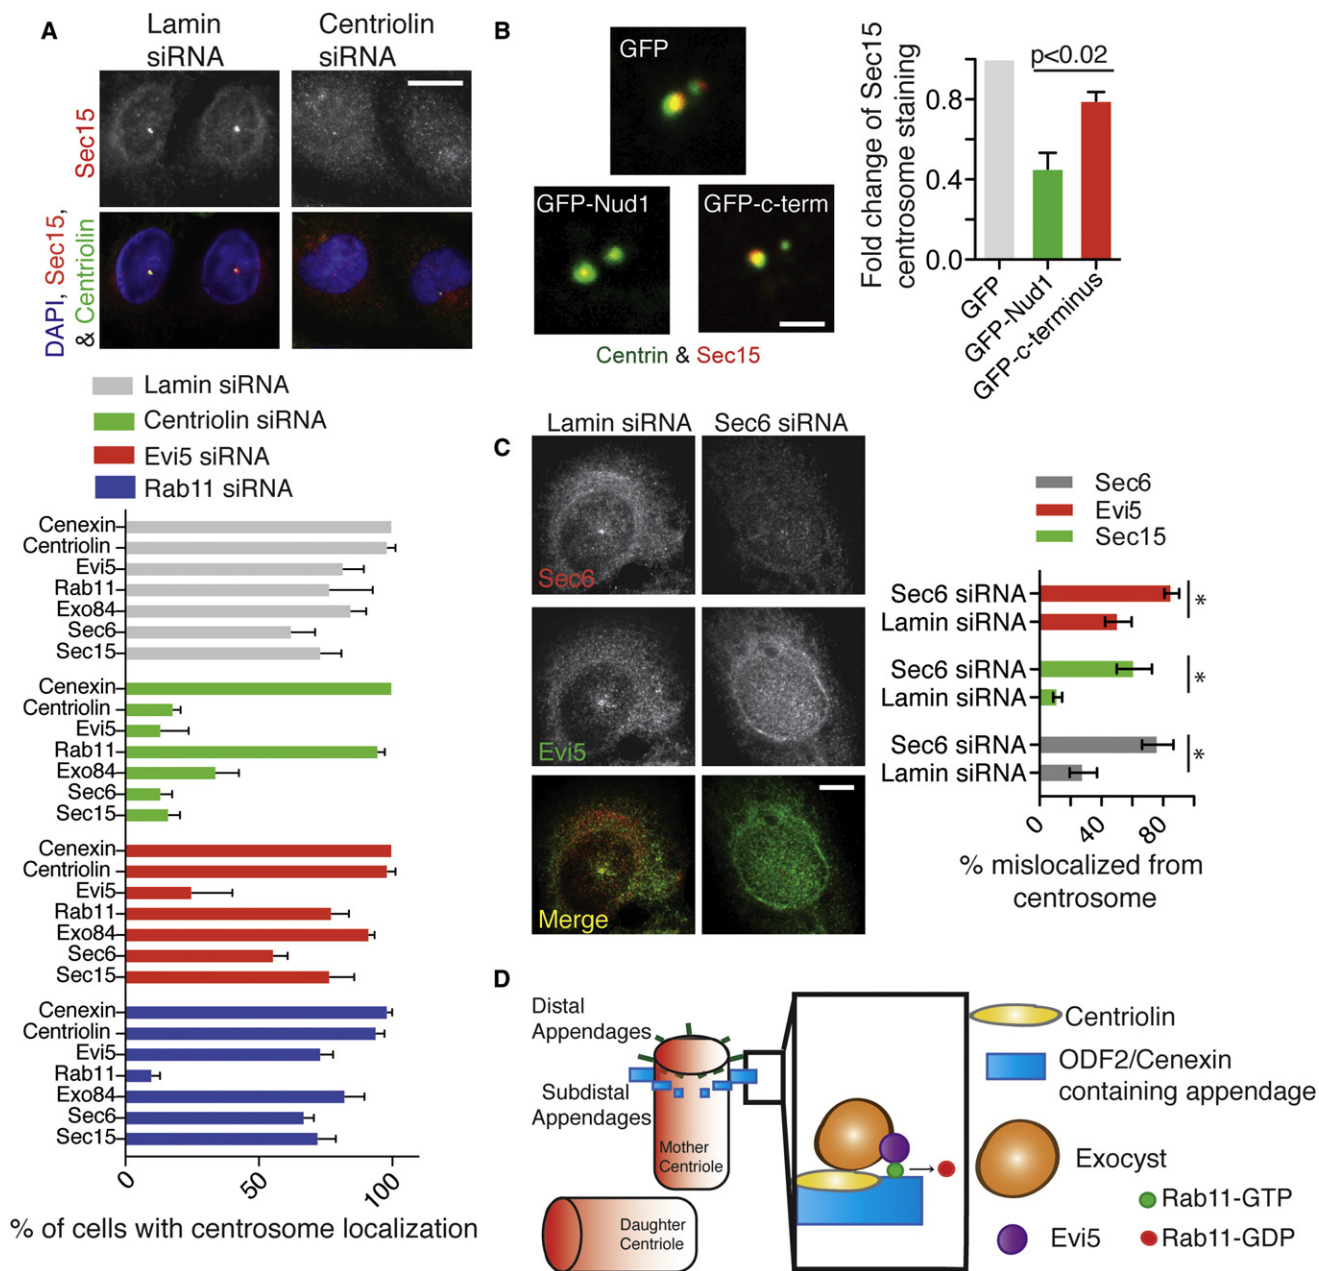 A
Lamin
siRNA
Centriolin
siRNA
Sec15
DAPI, Sec15,
& Centriolin
Lamin siRNA
Centriolin siRNA
Evi5 siRNA
Rab11 siRNA
Cenexin
Centriolin
Evi5
Rab11
Exo84
Sec6
Sec15
Cenexin
Centriolin
Evi5
Rab11
Exo84
Sec6
Sec15
Cenexin
Centriolin
Evi5
Rab11
Exo84
Sec6
Sec15
Cenexin
Centriolin
Evi5
Rab11
Exo84
Sec6
Sec15
0
50
100
% of cells with centrosome localization
B
GFP
GFP-Nud1
GFP-c-term
Centrin & Sec15
Fold change of Sec15
centrosome staining
p<0.02
0.8
0.4
0.0
GFP
GFP-Nud1
GFP-c-terminus
C
Lamin siRNA
Sec6 siRNA
Sec6
Evi5
Merge
Sec6
Evi5
Sec15
Sec6 siRNA
Lamin siRNA
*
Sec6 siRNA
Lamin siRNA
*
Sec6 siRNA
Lamin siRNA
*
0
40
80
% mislocalized from
centrosome
D
Distal
Appendages
Subdistal
Appendages
Mother
Centriole
Daughter
Centriole
Centriolin
ODF2/Cenexin
containing appendage
Exocyst
Rab11-GTP
Evi5
Rab11-GDP